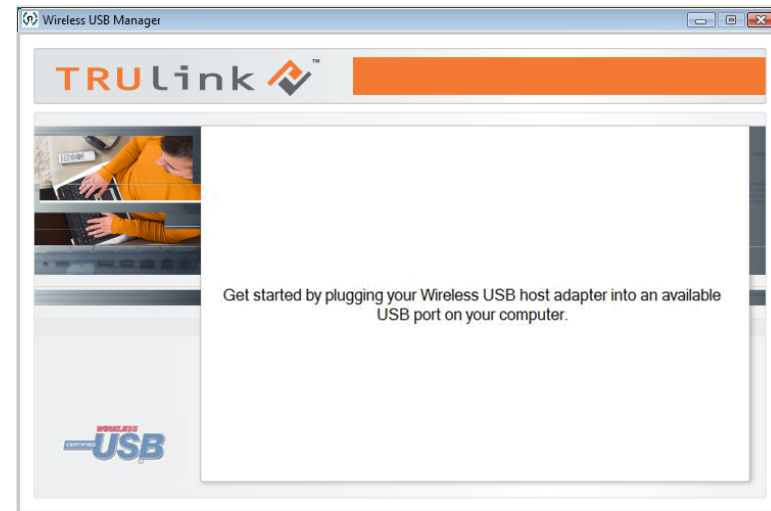 Wireless USB Manager
TRULink ™
Get started by plugging your Wireless USB host adapter into an available
USB port on your computer.
WIRELESS
CERTIFIED USB